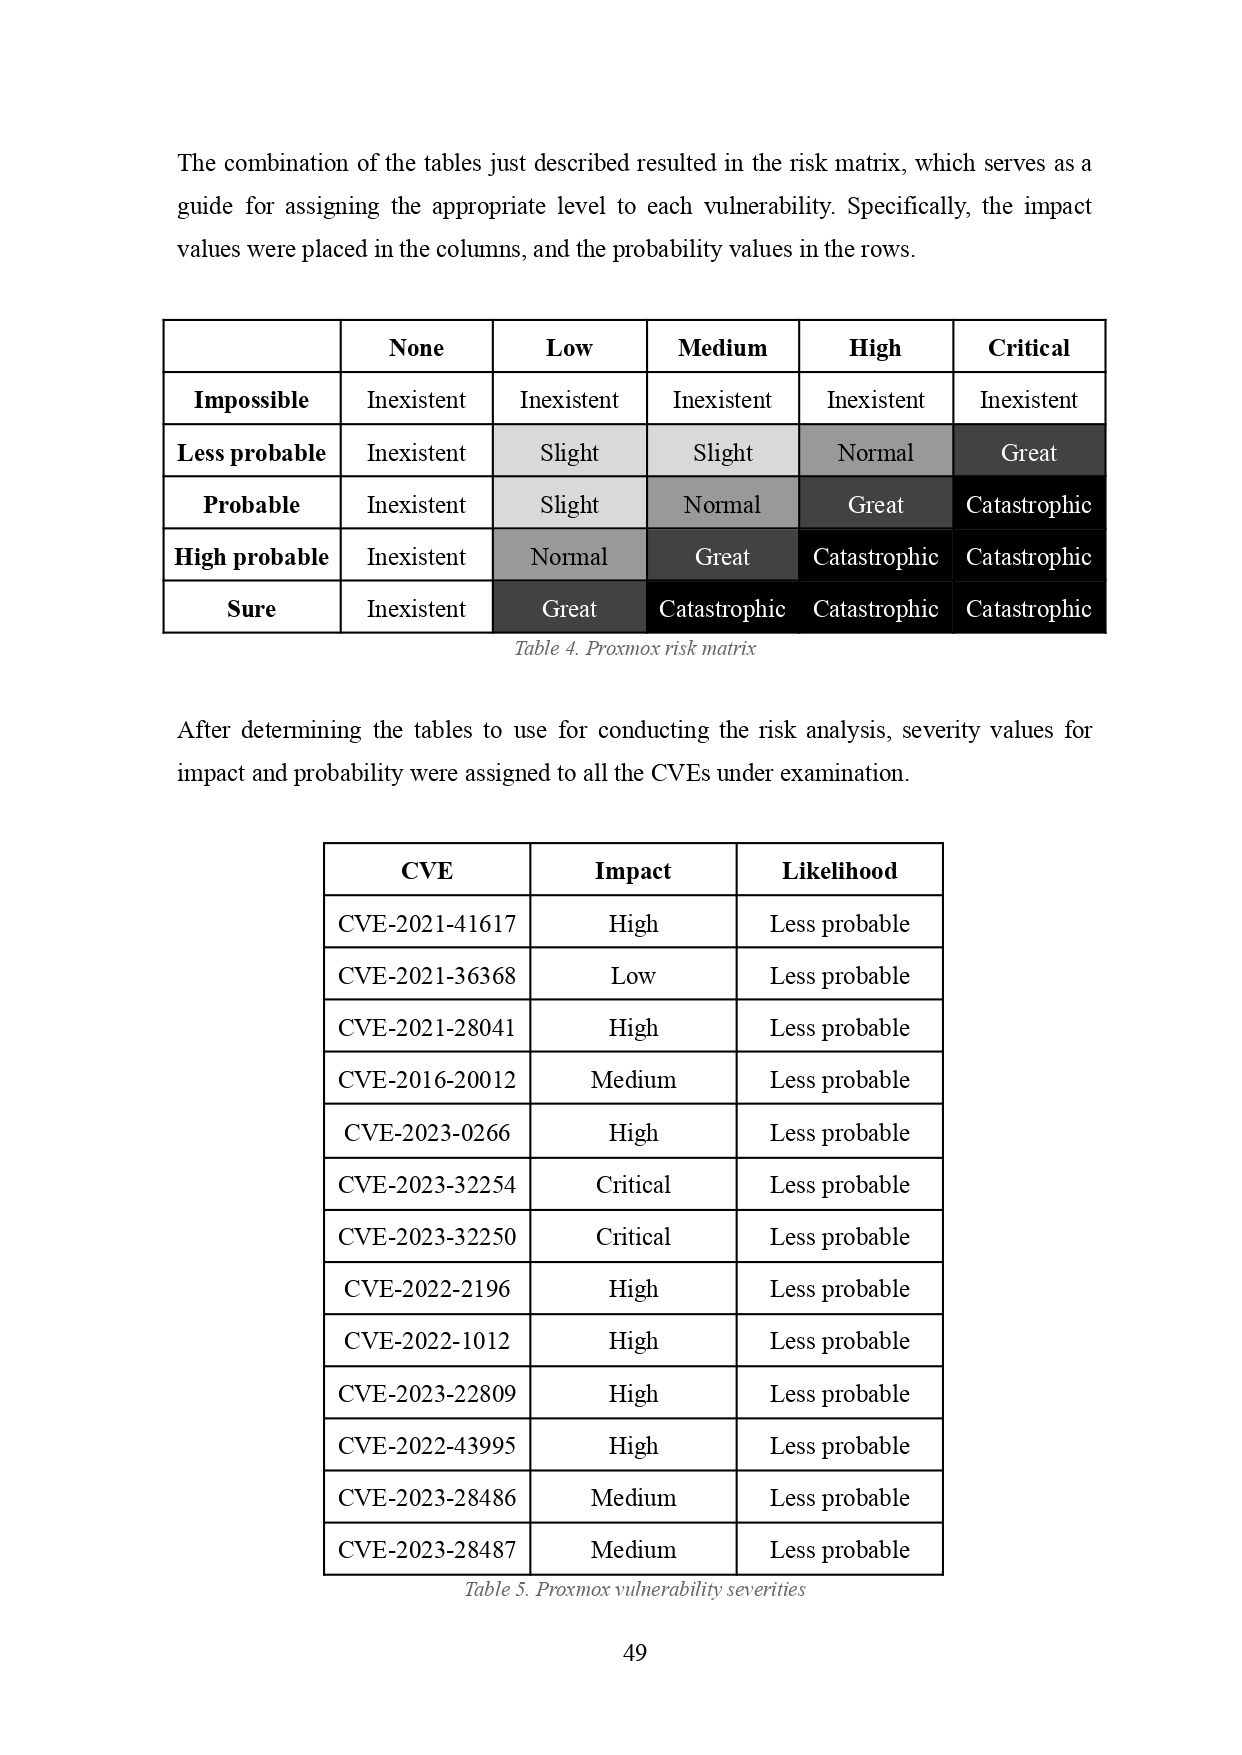 The combination of the tables just described resulted in the risk matrix, which serves as a
guide for assigning the appropriate level to each vulnerability. Specifically, the impact
values were placed in the columns, and the probability values in the rows.
None Low Medium High Critical
Impossible Inexistent Inexistent Inexistent Inexistent Inexistent
Less probable Inexistent Slight Slight Normal Great
Probable Inexistent Slight Normal Great Catastrophic
High probable Inexistent Normal Great Catastrophic Catastrophic
Sure Inexistent Great Catastrophic Catastrophic Catastrophic
Table 4. Proxmox risk matrix
After determining the tables to use for conducting the risk analysis, severity values for
impact and probability were assigned to all the CVEs under examination.
CVE Impact Likelihood
CVE-2021-41617 High Less probable
CVE-2021-36368 Low Less probable
CVE-2021-28041 High Less probable
CVE-2016-20012 Medium Less probable
CVE-2023-0266 High Less probable
CVE-2023-32254 Critical Less probable
CVE-2023-32250 Critical Less probable
CVE-2022-2196 High Less probable
CVE-2022-1012 High Less probable
CVE-2023-22809 High Less probable
CVE-2022-43995 High Less probable
CVE-2023-28486 Medium Less probable
CVE-2023-28487 Medium Less probable
Table 5. Proxmox vulnerability severities
49